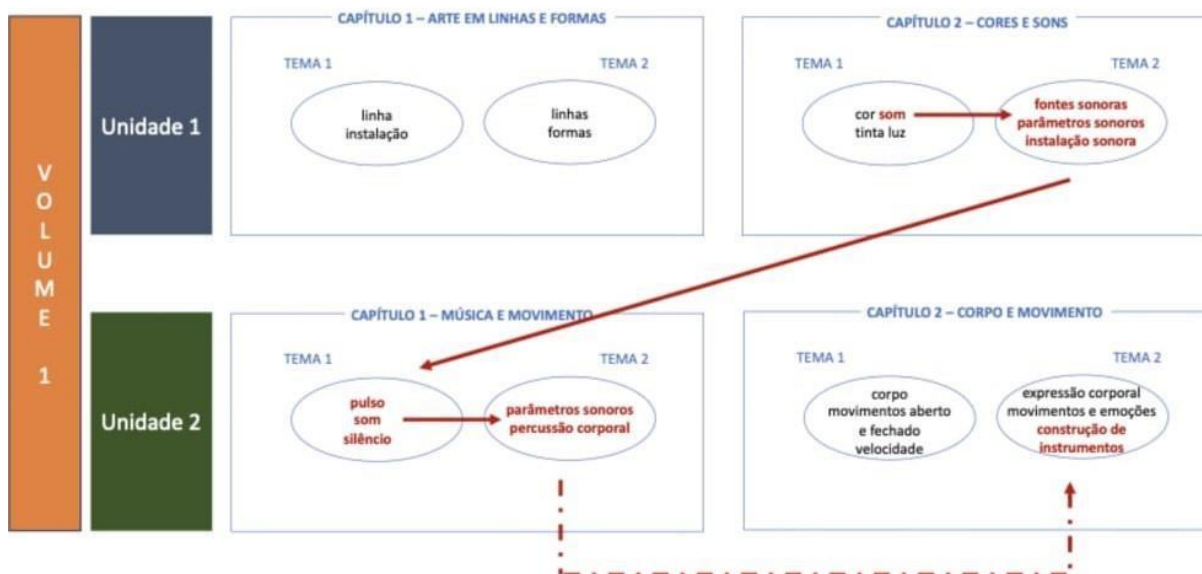 VOLUME 1
Unidade 1
CAPÍTULO 1 – ARTE EM LINHAS E FORMAS
TEMA 1
TEMA 2
linha
instalação
linhas
formas
CAPÍTULO 2 – CORES E SONS
TEMA 1
TEMA 2
cor som
tinta luz
fontes sonoras
parâmetros sonoros
instalação sonora
Unidade 2
CAPÍTULO 1 – MÚSICA E MOVIMENTO
TEMA 1
TEMA 2
pulso
som
silêncio
parâmetros sonoros
percussão corporal
CAPÍTULO 2 – CORPO E MOVIMENTO
TEMA 1
TEMA 2
corpo
movimentos aberto
e fechado
velocidade
expressão corporal
movimentos e emoções
construção de
instrumentos